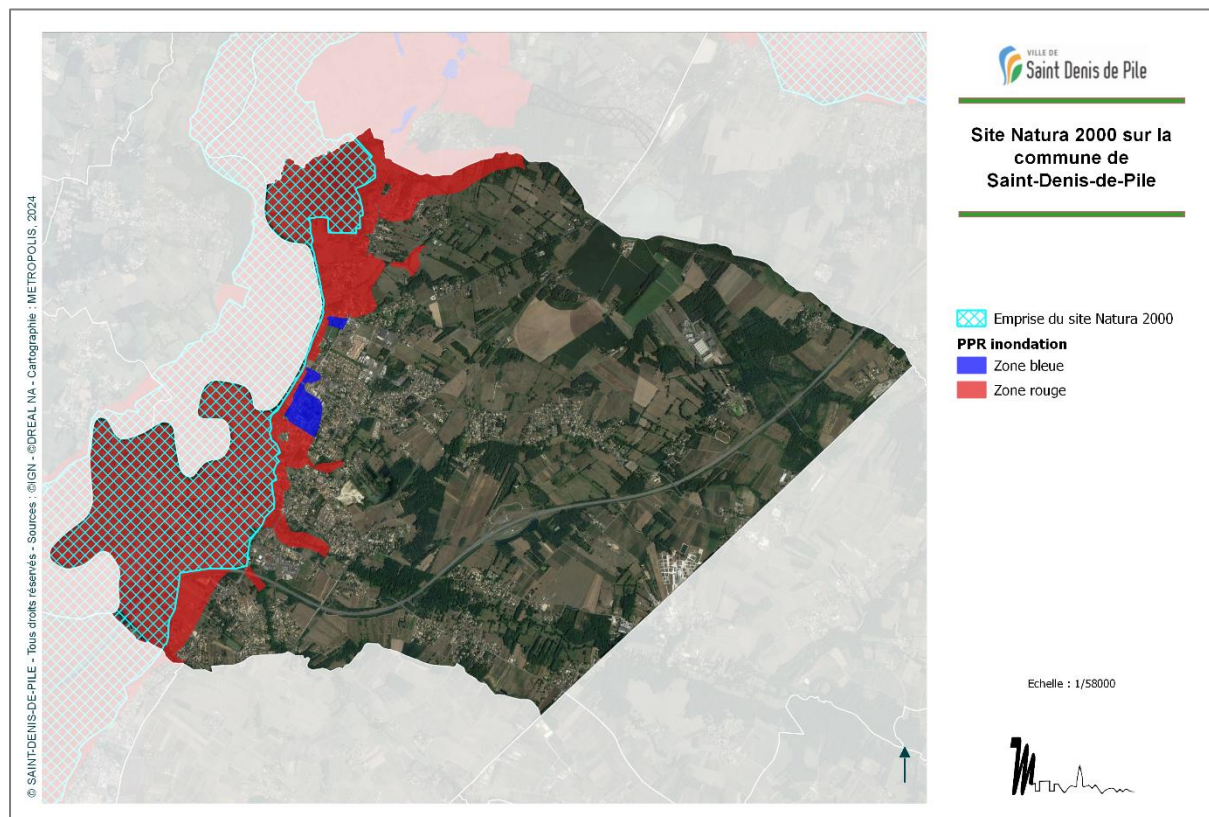 VILLE DE
Saint Denis de Pile
Site Natura 2000 sur la
commune de
Saint-Denis-de-Pile
Emprise du site Natura 2000
PPR inondation
Zone bleue
Zone rouge
Echelle : 1/58000
© SAINT-DENIS-DE-PILE - Tous droits réservés - Sources : ©IGN - ©DREAL NA - Cartographie : METROPOLIS, 2024